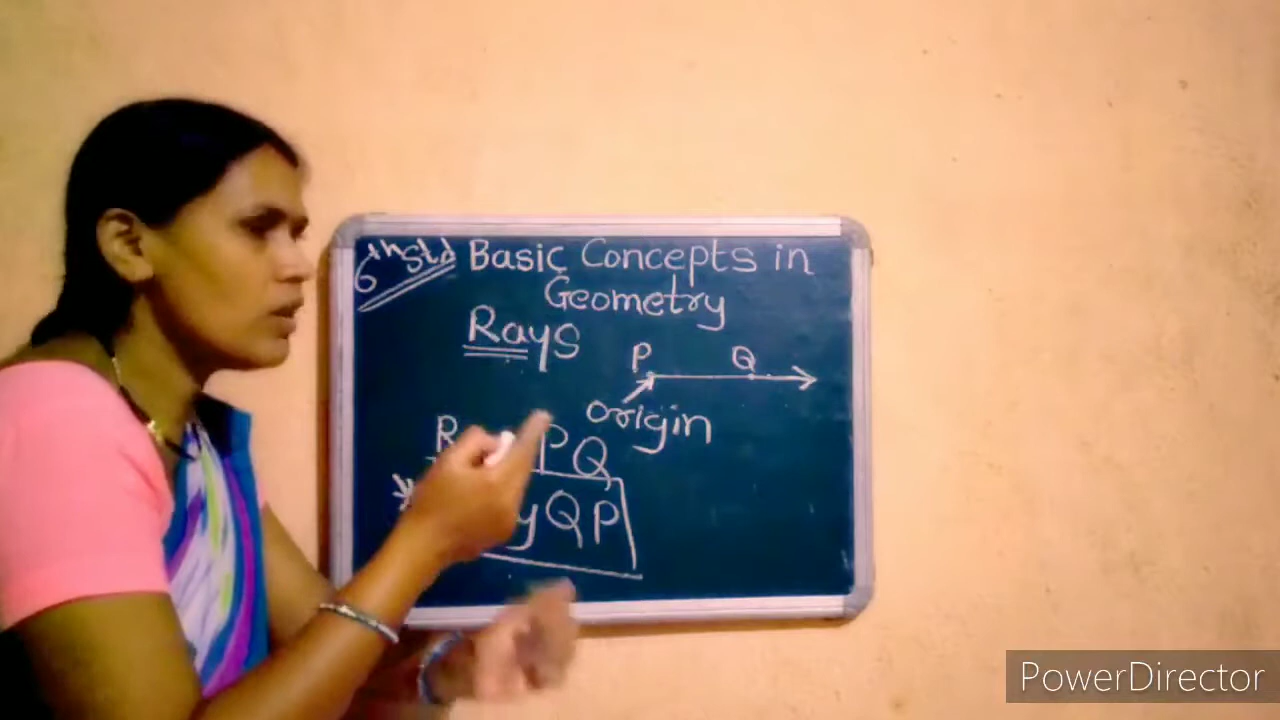 6th Std Basic Concepts in
Geometry
Rays
P Q
origin
PQ
QP
PowerDirector